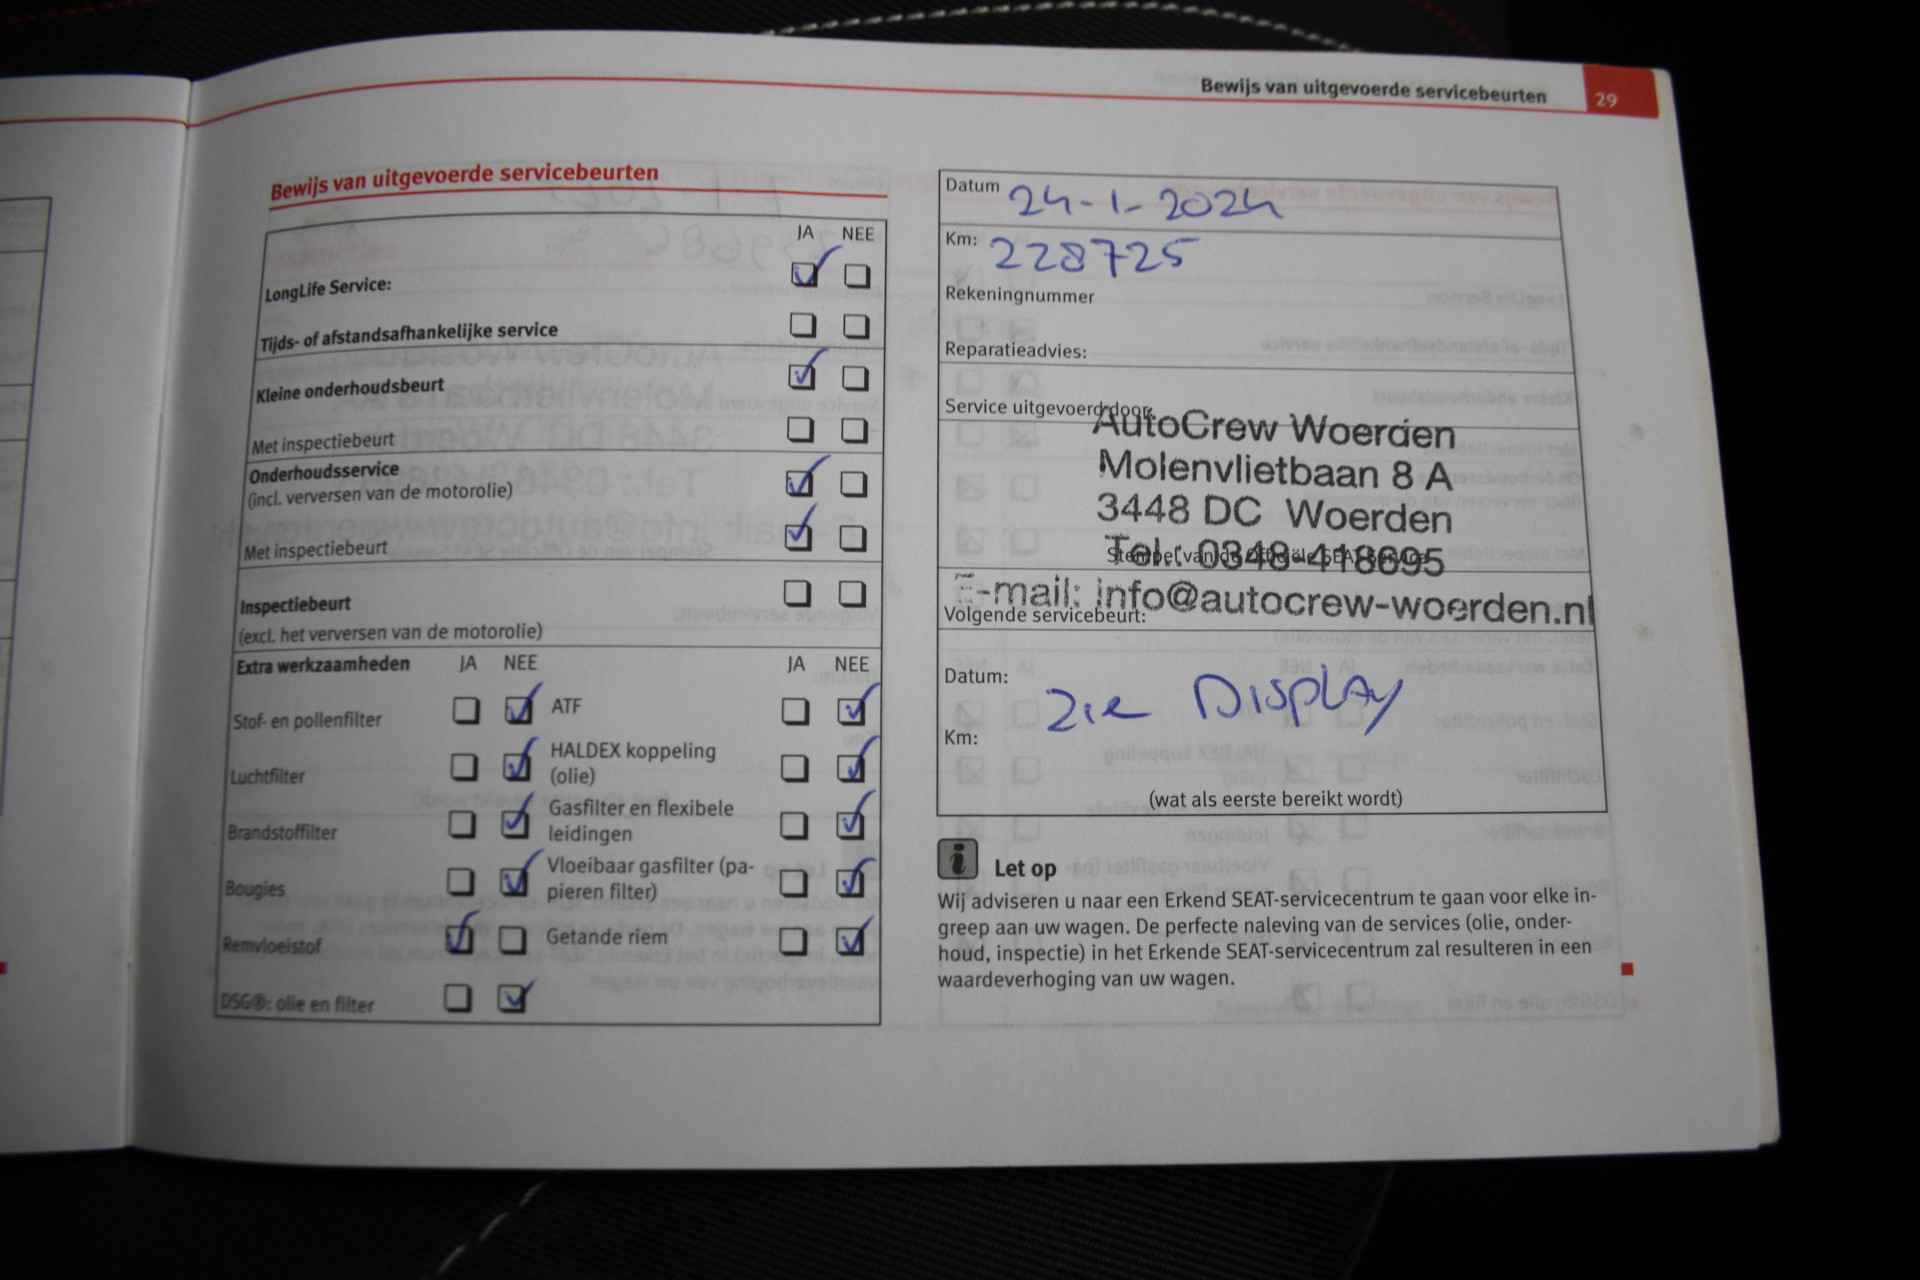 Bewijs van uitgevoerde servicebeurten 29
Bewijs van uitgevoerde servicebeurten
JA NEE
LongLife Service:
Tijds- of afstandsafhankelijke service
Kleine onderhoudsbeurt
Met inspectiebeurt
Onderhoudsservice
(incl. verversen van de motorolie)
Met inspectiebeurt
Inspectiebeurt
(excl. het verversen van de motorolie)
Extra werkzaamheden JA NEE JA NEE
Stof- en pollenfilter ATF
Luchtfilter HALDEX koppeling
(olie)
Brandstoffilter Gasfilter en flexibele
leidingen
Bougies Vloeibaar gasfilter (pa-
pieren filter)
Remvloeistof Getande riem
DSG®: olie en filter
Datum 24-1-2024
Km: 228725
Rekeningnummer
Reparatieadvies:
Service uitgevoerd door
AutoCrew Woerden
Molenvlietbaan 8 A
3448 DC Woerden
Tel.: 0348-418695
Stempel van de Officiële SEAT
E-mail: info@autocrew-woerden.nl
Volgende servicebeurt:
Datum: zie Display
Km:
(wat als eerste bereikt wordt)
i Let op
Wij adviseren u naar een Erkend SEAT-servicecentrum te gaan voor elke in-
greep aan uw wagen. De perfecte naleving van de services (olie, onder-
houd, inspectie) in het Erkende SEAT-servicecentrum zal resulteren in een
waardeverhoging van uw wagen.